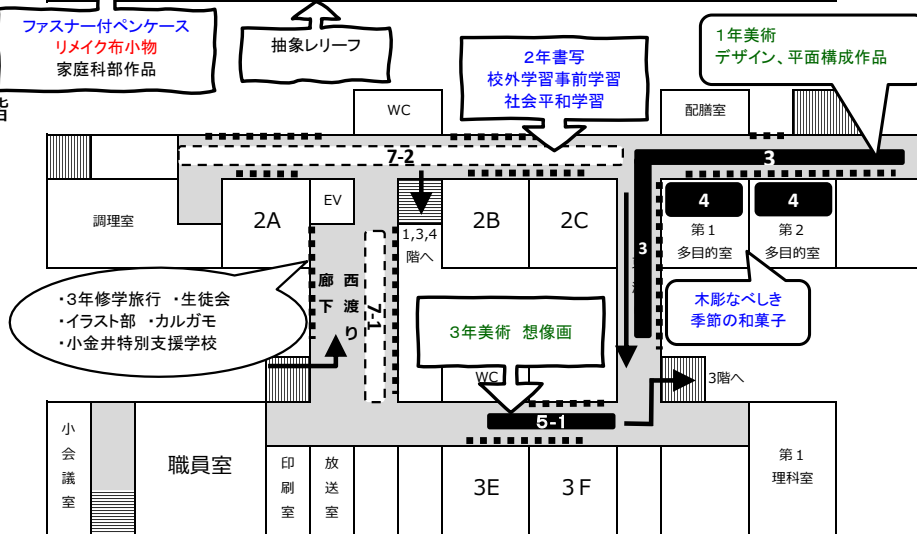 ファスナー付ペンケース
リメイク布小物
家庭科部作品
抽象レリーフ
2年書写
校外学習事前学習
社会平和学習
1年美術
デザイン、平面構成作品
階
WC
配膳室
7-2
3
調理室
2A
EV
1,3,4
階へ
2B
2C
3
4
第1
多目的室
4
第2
多目的室
西渡り
廊下
7-1
・3年修学旅行 ・生徒会
・イラスト部 ・カルガモ
・小金井特別支援学校
3年美術 想像画
木彫なべしき
季節の和菓子
WC
3階へ
5-1
小会議室
職員室
印刷室
放送室
3E
3F
第1
理科室